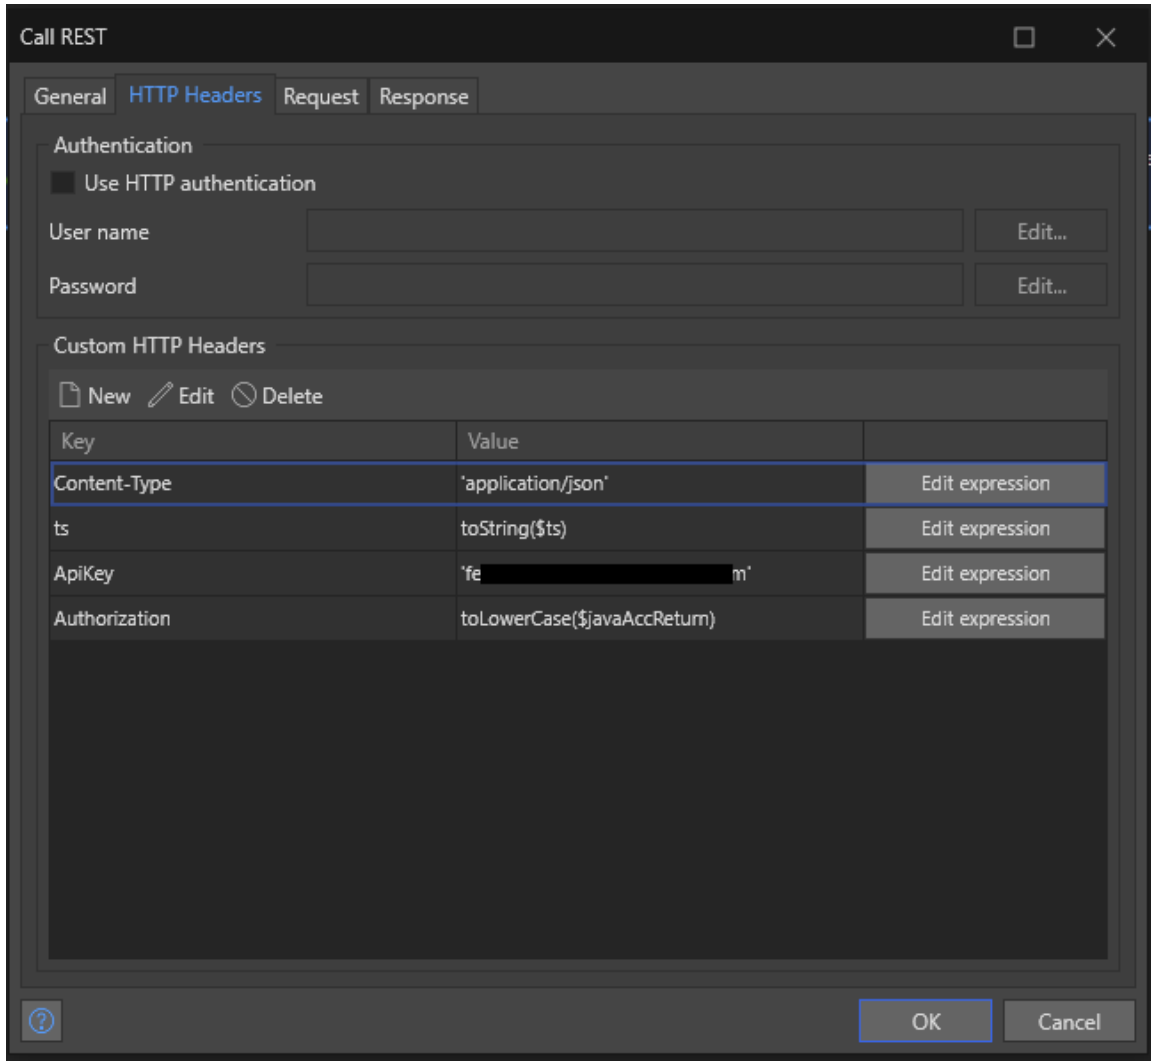 Call REST
General HTTP Headers Request Response
Authentication
Use HTTP authentication
User name Edit...
Password Edit...
Custom HTTP Headers
New Edit Delete
Key Value
Content-Type 'application/json' Edit expression
ts toString($ts) Edit expression
ApiKey 'fe m' Edit expression
Authorization toLowerCase($javaAccReturn) Edit expression
? OK Cancel